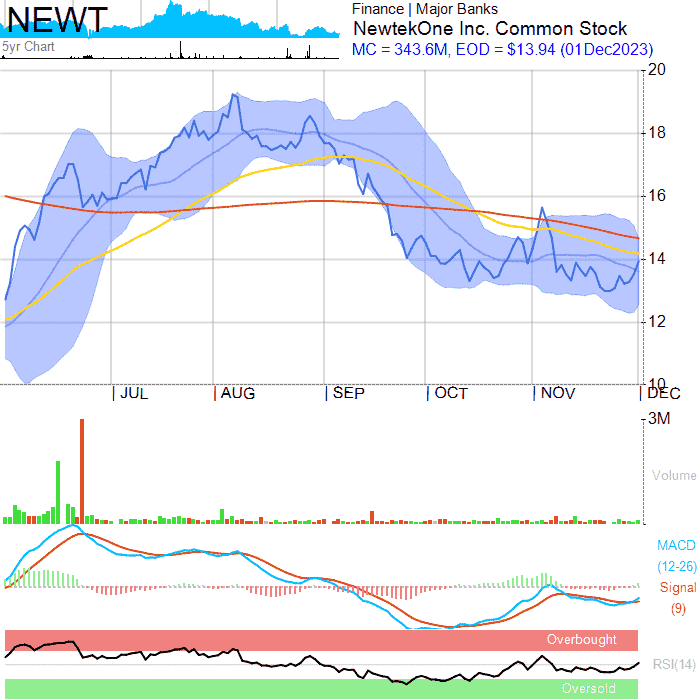 NEWT
5yr Chart
Finance | Major Banks
NewtekOne Inc. Common Stock
MC = 343.6M, EOD = $13.94 (01Dec2023)
20
18
16
14
12
10
JUL AUG SEP OCT NOV DEC
3M
Volume
MACD
(12-26)
Signal
(9)
Overbought
RSI(14)
Oversold